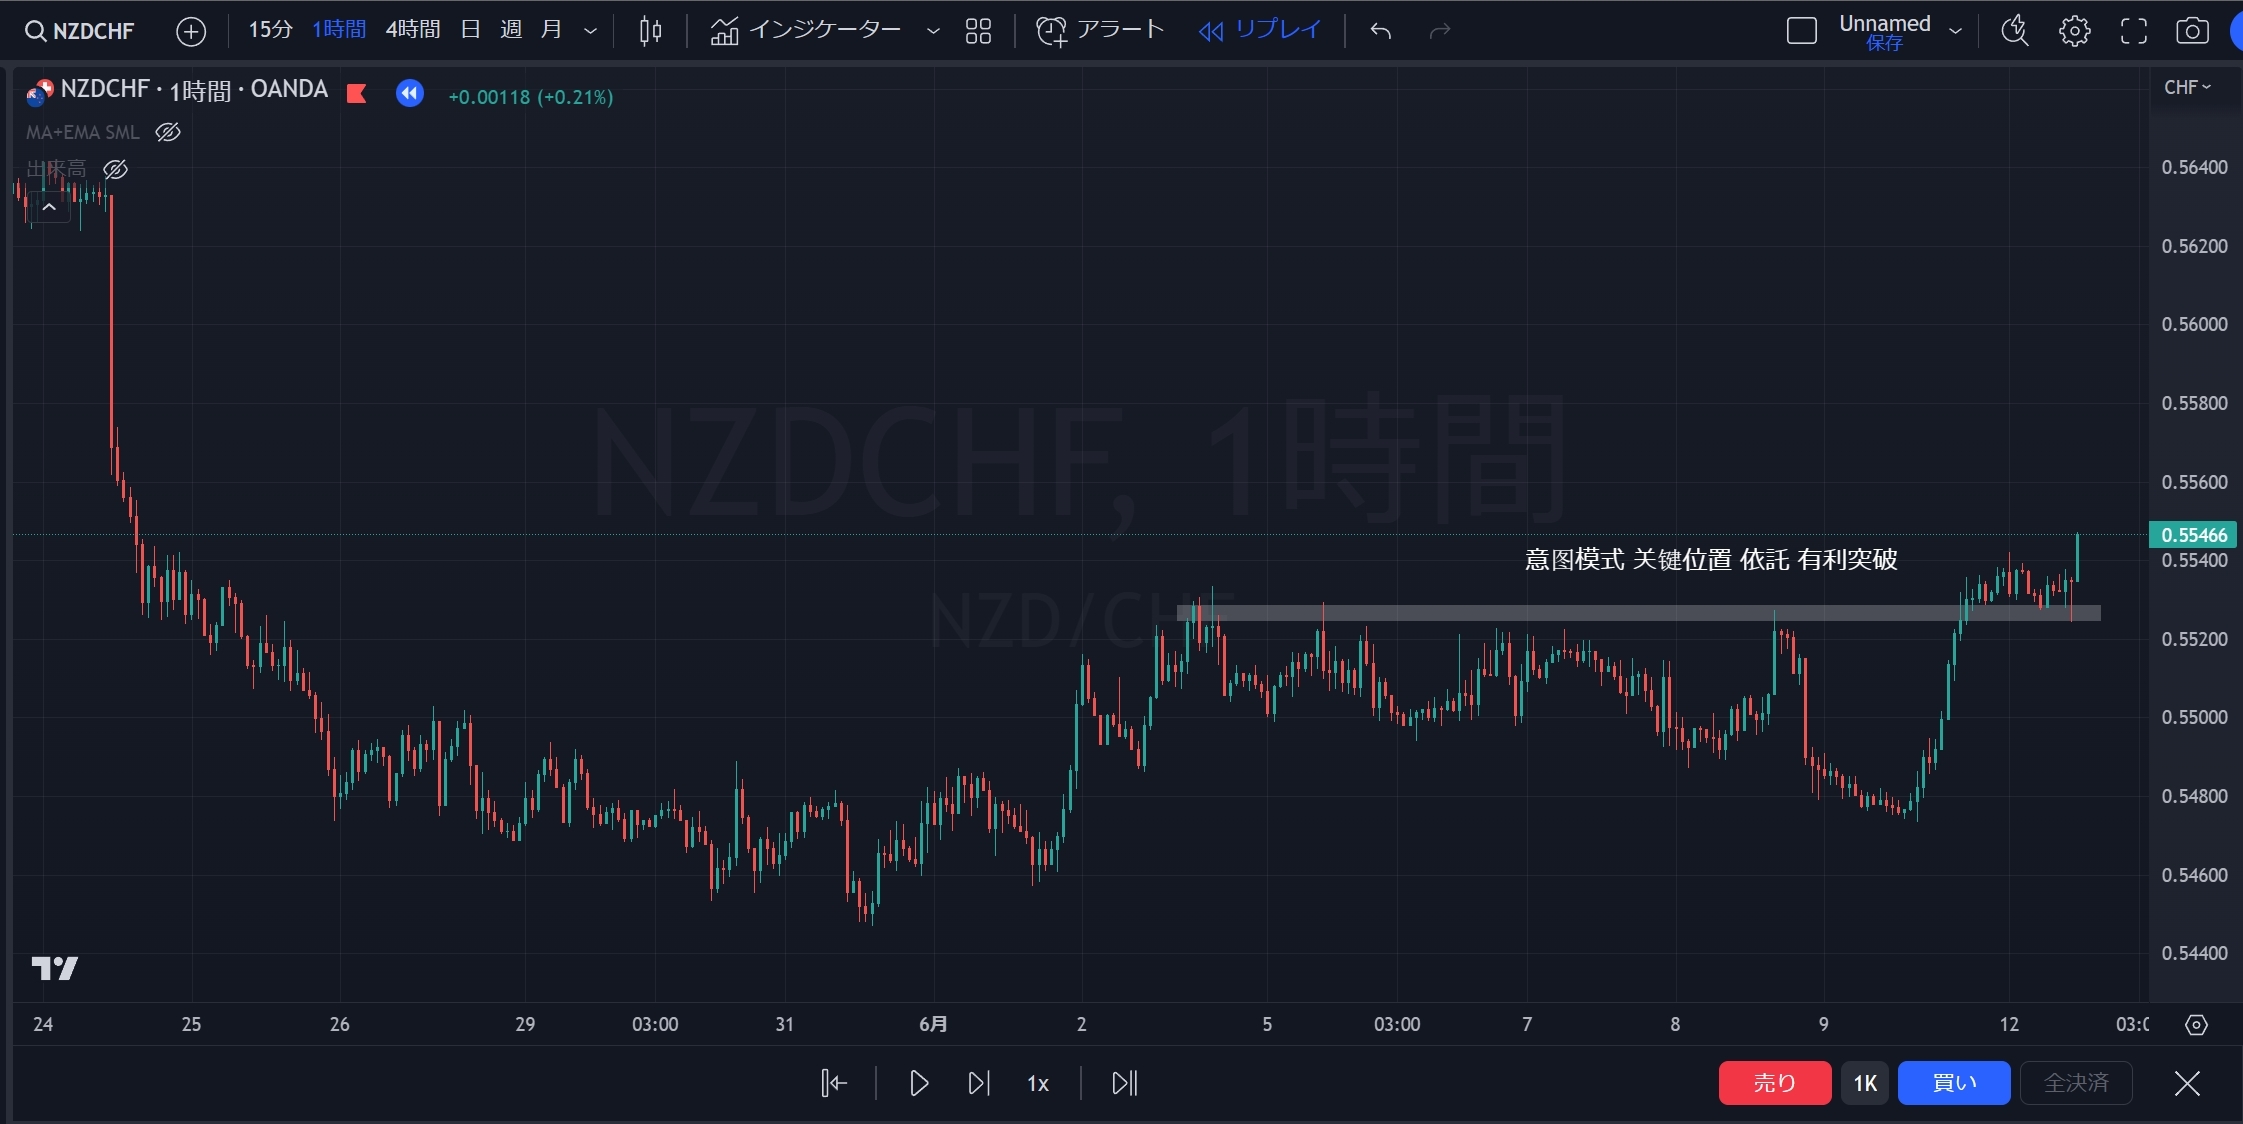 NZDCHF 15分 1時間 4時間 日 週 月 インジケーター アラート リプレイ Unnamed 保存
NZDCHF · 1時間 · OANDA +0.00118 (+0.21%) CHF
MA+EMA SML
出来高
NZDCHF, 1時間
NZD/CHF
意图模式 关键位置 依託 有利突破
0.56400
0.56200
0.56000
0.55800
0.55600
0.55466
0.55400
0.55200
0.55000
0.54800
0.54600
0.54400
24 25 26 29 03:00 31 6月 2 5 03:00 7 8 9 12 03:0
1x 売り 1K 買い 全決済